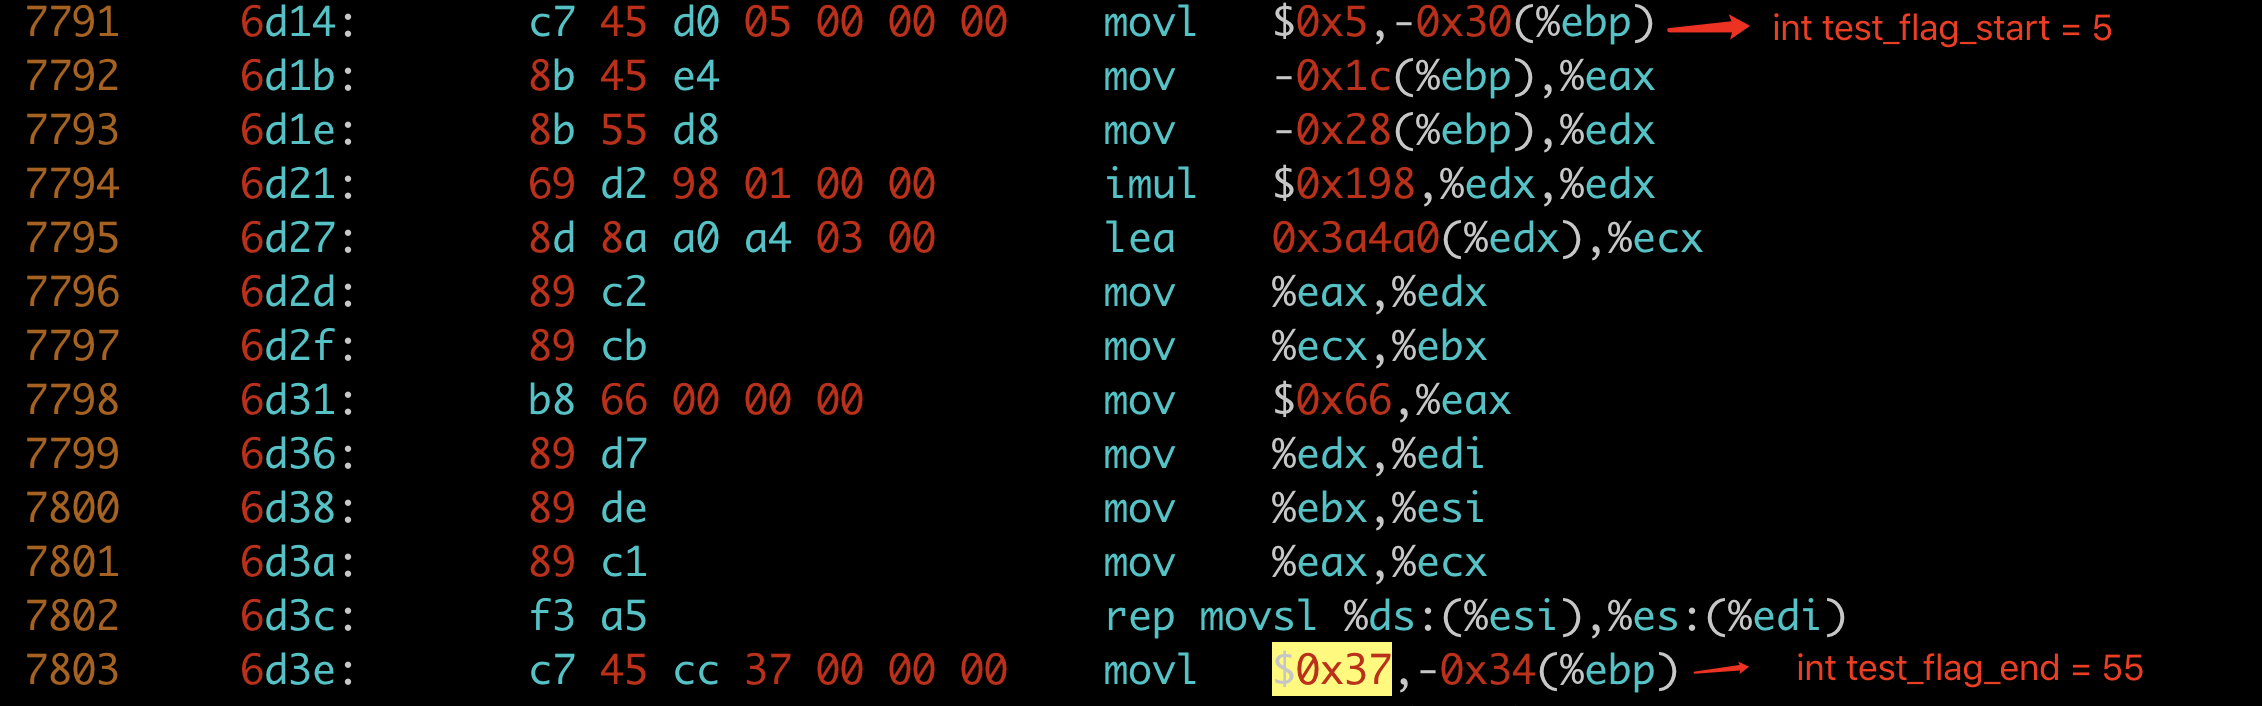 7791 6d14: c7 45 d0 05 00 00 00 movl $0x5,-0x30(%ebp) int test_flag_start = 5
7792 6d1b: 8b 45 e4 mov -0x1c(%ebp),%eax
7793 6d1e: 8b 55 d8 mov -0x28(%ebp),%edx
7794 6d21: 69 d2 98 01 00 00 imul $0x198,%edx,%edx
7795 6d27: 8d 8a a0 a4 03 00 lea 0x3a4a0(%edx),%ecx
7796 6d2d: 89 c2 mov %eax,%edx
7797 6d2f: 89 cb mov %ecx,%ebx
7798 6d31: b8 66 00 00 00 mov $0x66,%eax
7799 6d36: 89 d7 mov %edx,%edi
7800 6d38: 89 de mov %ebx,%esi
7801 6d3a: 89 c1 mov %eax,%ecx
7802 6d3c: f3 a5 rep movsl %ds:(%esi),%es:(%edi)
7803 6d3e: c7 45 cc 37 00 00 00 movl $0x37,-0x34(%ebp) int test_flag_end = 55